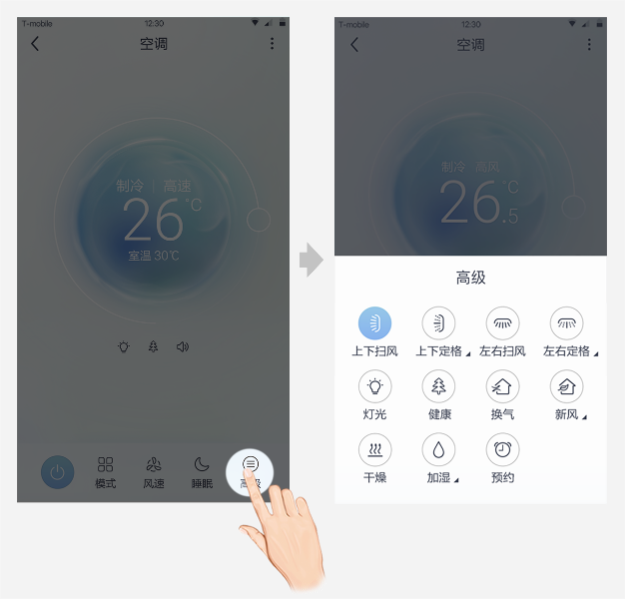 T-mobile 12:30
空调
制冷 | 高速
26℃
室温 30℃
模式 风速 睡眠 高级
T-mobile 12:30
空调
制冷 高风
26.5℃
高级
上下扫风 上下定格 左右扫风 左右定格
灯光 健康 换气 新风
干燥 加湿 预约